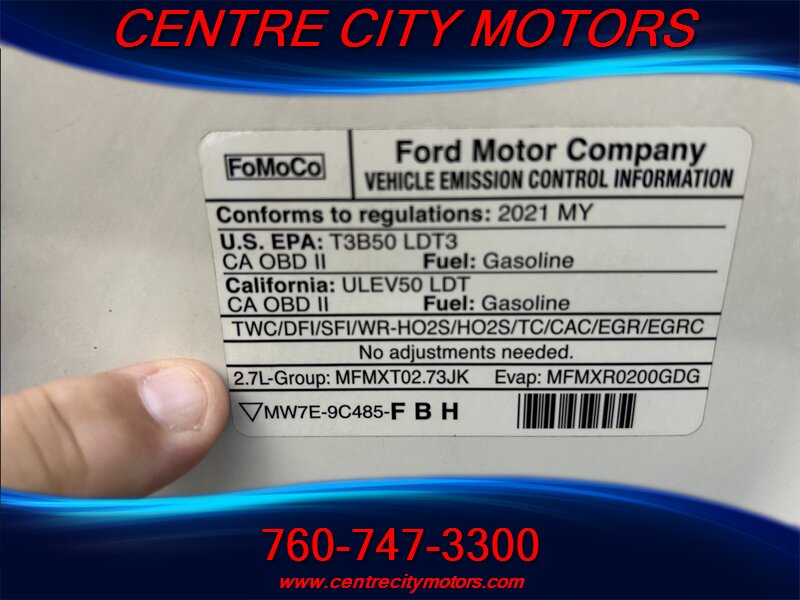 CENTRE CITY MOTORS
FoMoCo
Ford Motor Company
VEHICLE EMISSION CONTROL INFORMATION
Conforms to regulations: 2021 MY
U.S. EPA: T3B50 LDT3
CA OBD II Fuel: Gasoline
California: ULEV50 LDT
CA OBD II Fuel: Gasoline
TWC/DFI/SFI/WR-HO2S/HO2S/TC/CAC/EGR/EGRC
No adjustments needed.
2.7L-Group: MFMXT02.73JK Evap: MFMXR0200GDG
MW7E-9C485-F B H
760-747-3300
www.centrecitymotors.com